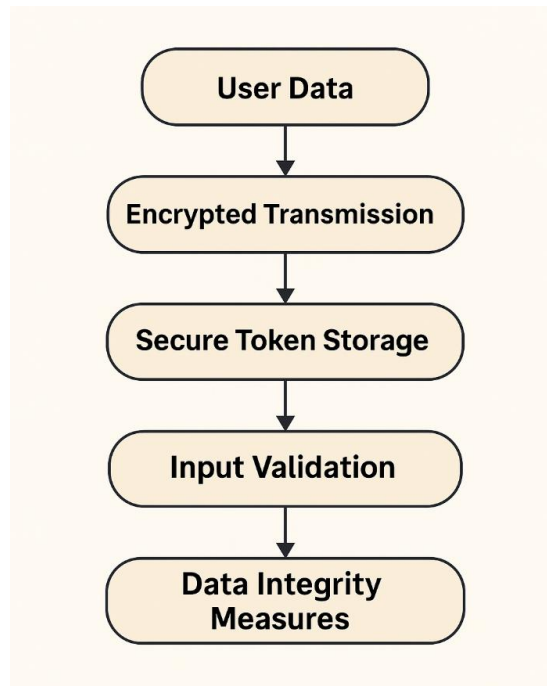 User Data
Encrypted Transmission
Secure Token Storage
Input Validation
Data Integrity
Measures